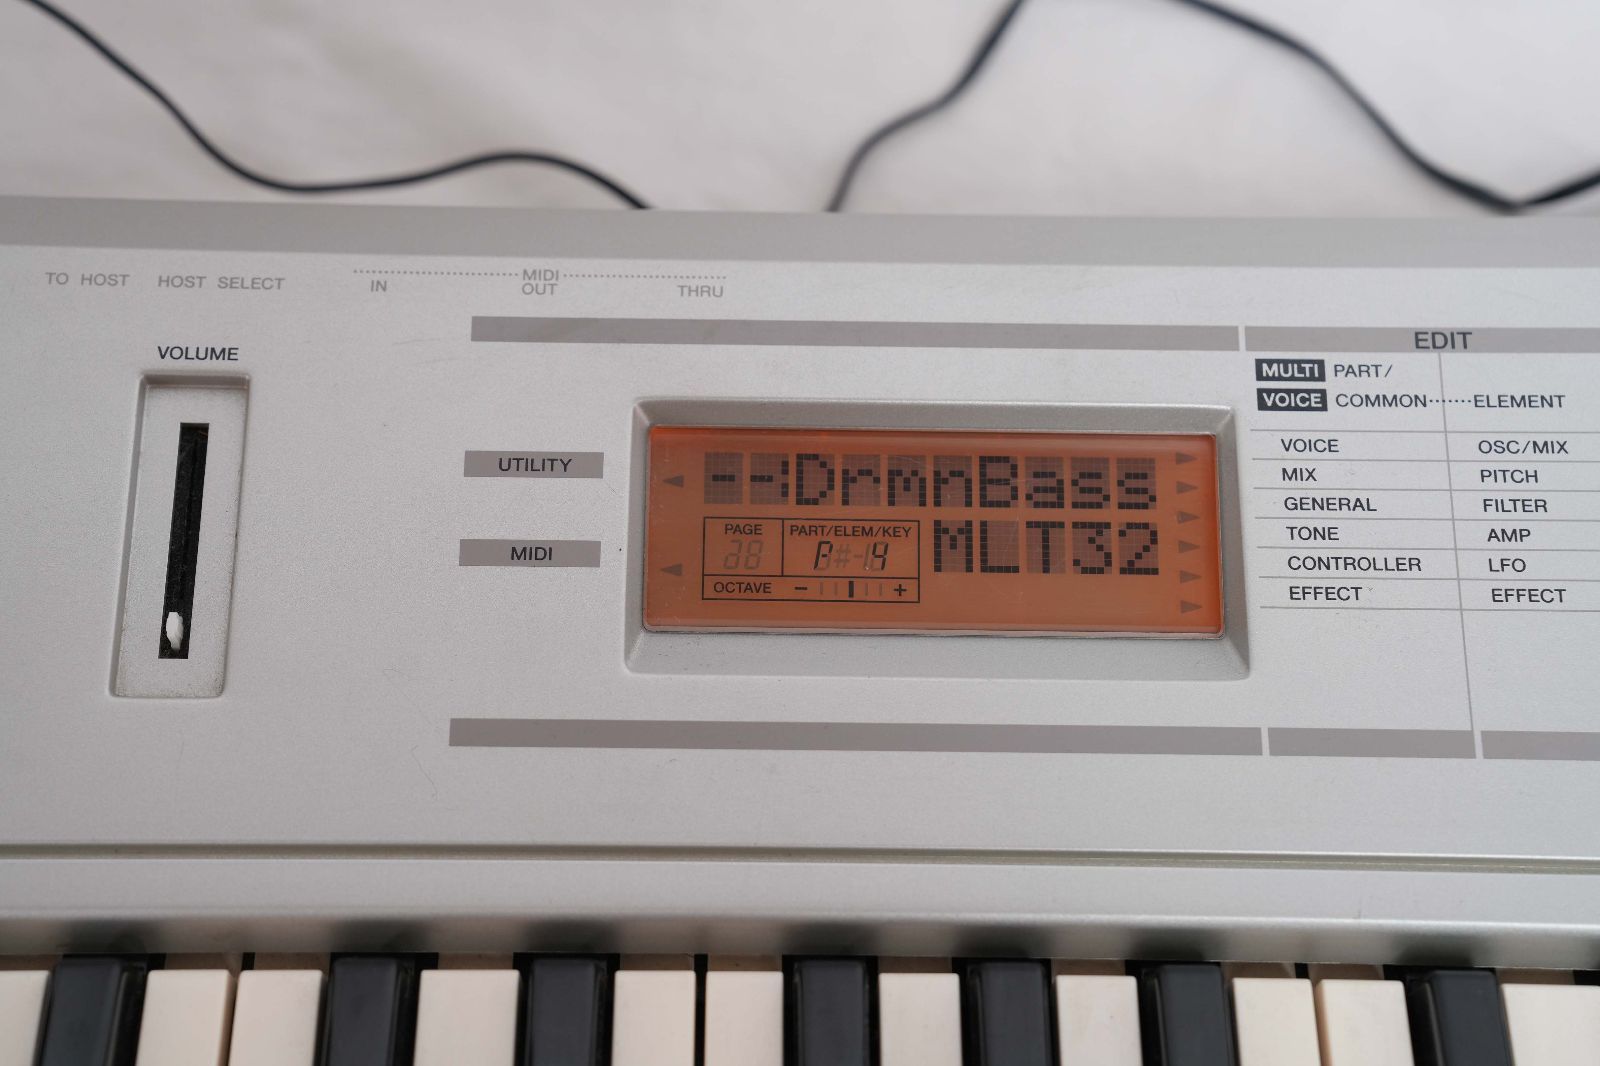 TO HOST HOST SELECT IN MIDI OUT THRU
VOLUME
UTILITY
MIDI
--:DrmnBass
MLT32
PAGE
PART/ELEM/KEY
OCTAVE - +
EDIT
MULTI PART/
VOICE COMMON ELEMENT
VOICE OSC/MIX
MIX PITCH
GENERAL FILTER
TONE AMP
CONTROLLER LFO
EFFECT EFFECT